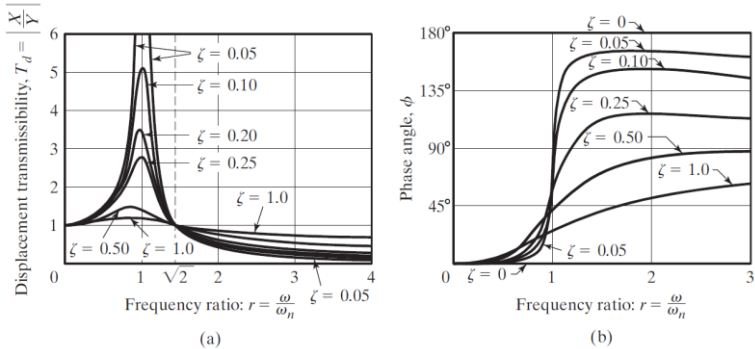 Displacement transmissibility, T_d = |X/Y|
6
5
4
3
2
1
0
ζ = 0.05
ζ = 0.10
ζ = 0.20
ζ = 0.25
ζ = 1.0
ζ = 0.50
ζ = 1.0
ζ = 0.05
1
√2
2
3
4
Frequency ratio: r = ω/ω_n
(a)
Phase angle, ϕ
180°
135°
90°
45°
0
ζ = 0
ζ = 0.05
ζ = 0.10
ζ = 0.25
ζ = 0.50
ζ = 1.0
ζ = 0.05
ζ = 0
1
2
3
Frequency ratio: r = ω/ω_n
(b)